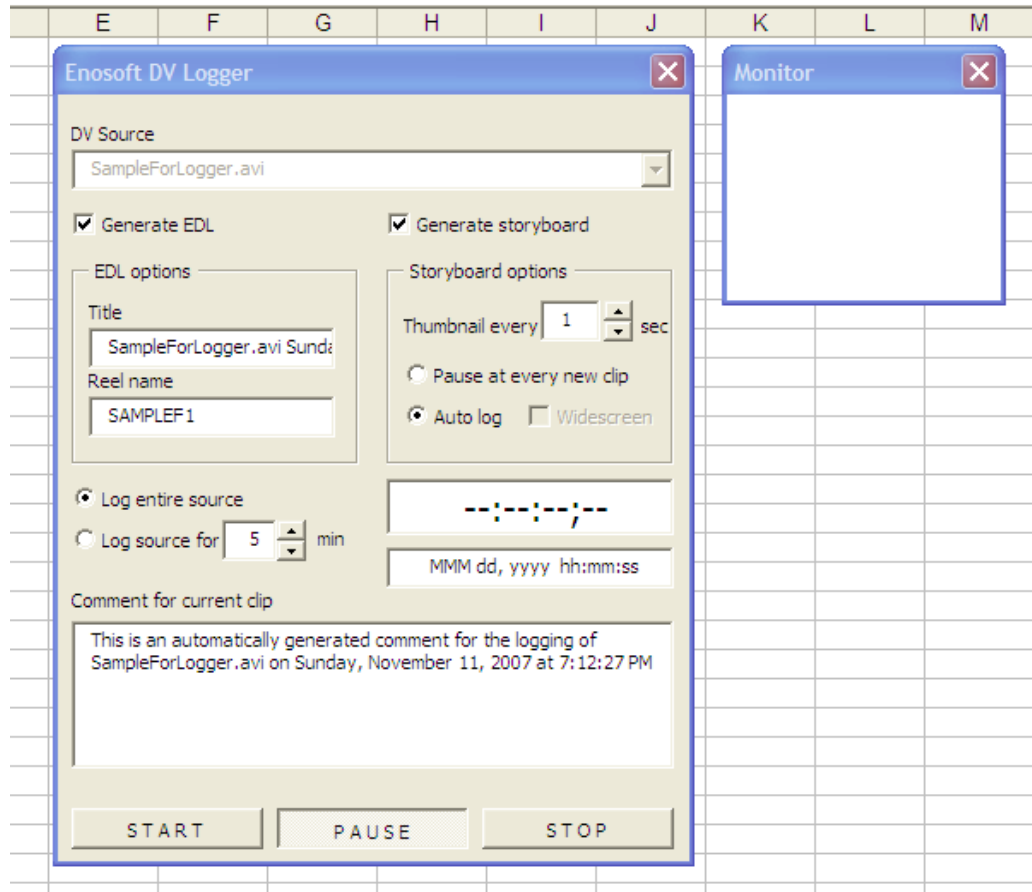 E F G H I J K L M
Enosoft DV Logger
Monitor
DV Source
SampleForLogger.avi
Generate EDL
Generate storyboard
EDL options
Title
SampleForLogger.avi Sund
Reel name
SAMPLEF1
Storyboard options
Thumbnail every 1 sec
Pause at every new clip
Auto log Widescreen
Log entire source
Log source for 5 min
--:--:--;--
MMM dd, yyyy hh:mm:ss
Comment for current clip
This is an automatically generated comment for the logging of
SampleForLogger.avi on Sunday, November 11, 2007 at 7:12:27 PM
START PAUSE STOP